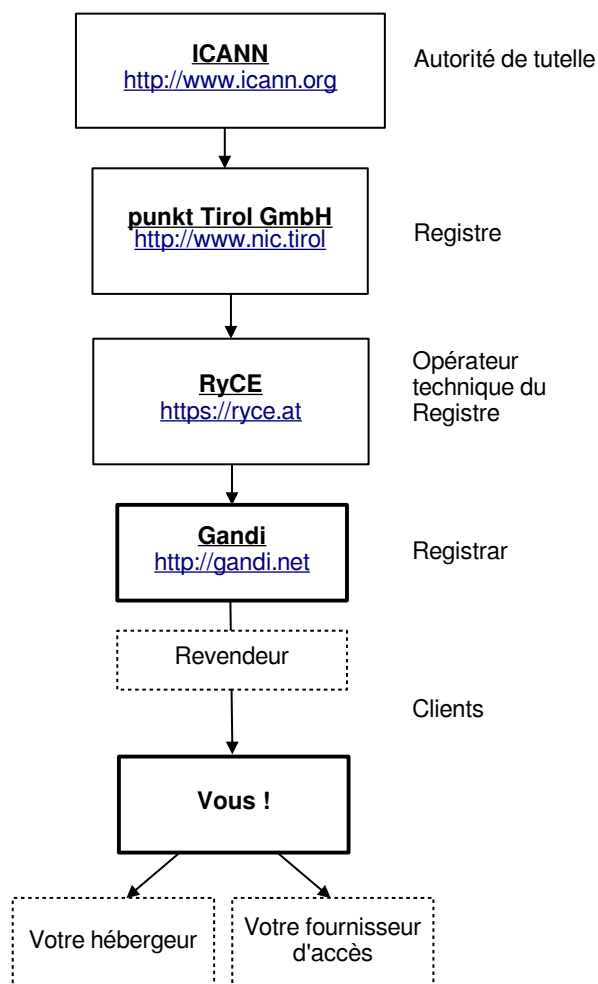 ICANN
http://www.icann.org
Autorité de tutelle
punkt Tirol GmbH
http://www.nic.tirol
Registre
RyCE
https://ryce.at
Opérateur
technique du
Registre
Gandi
http://gandi.net
Registrar
Revendeur
Clients
Vous !
Votre hébergeur
Votre fournisseur
d'accès